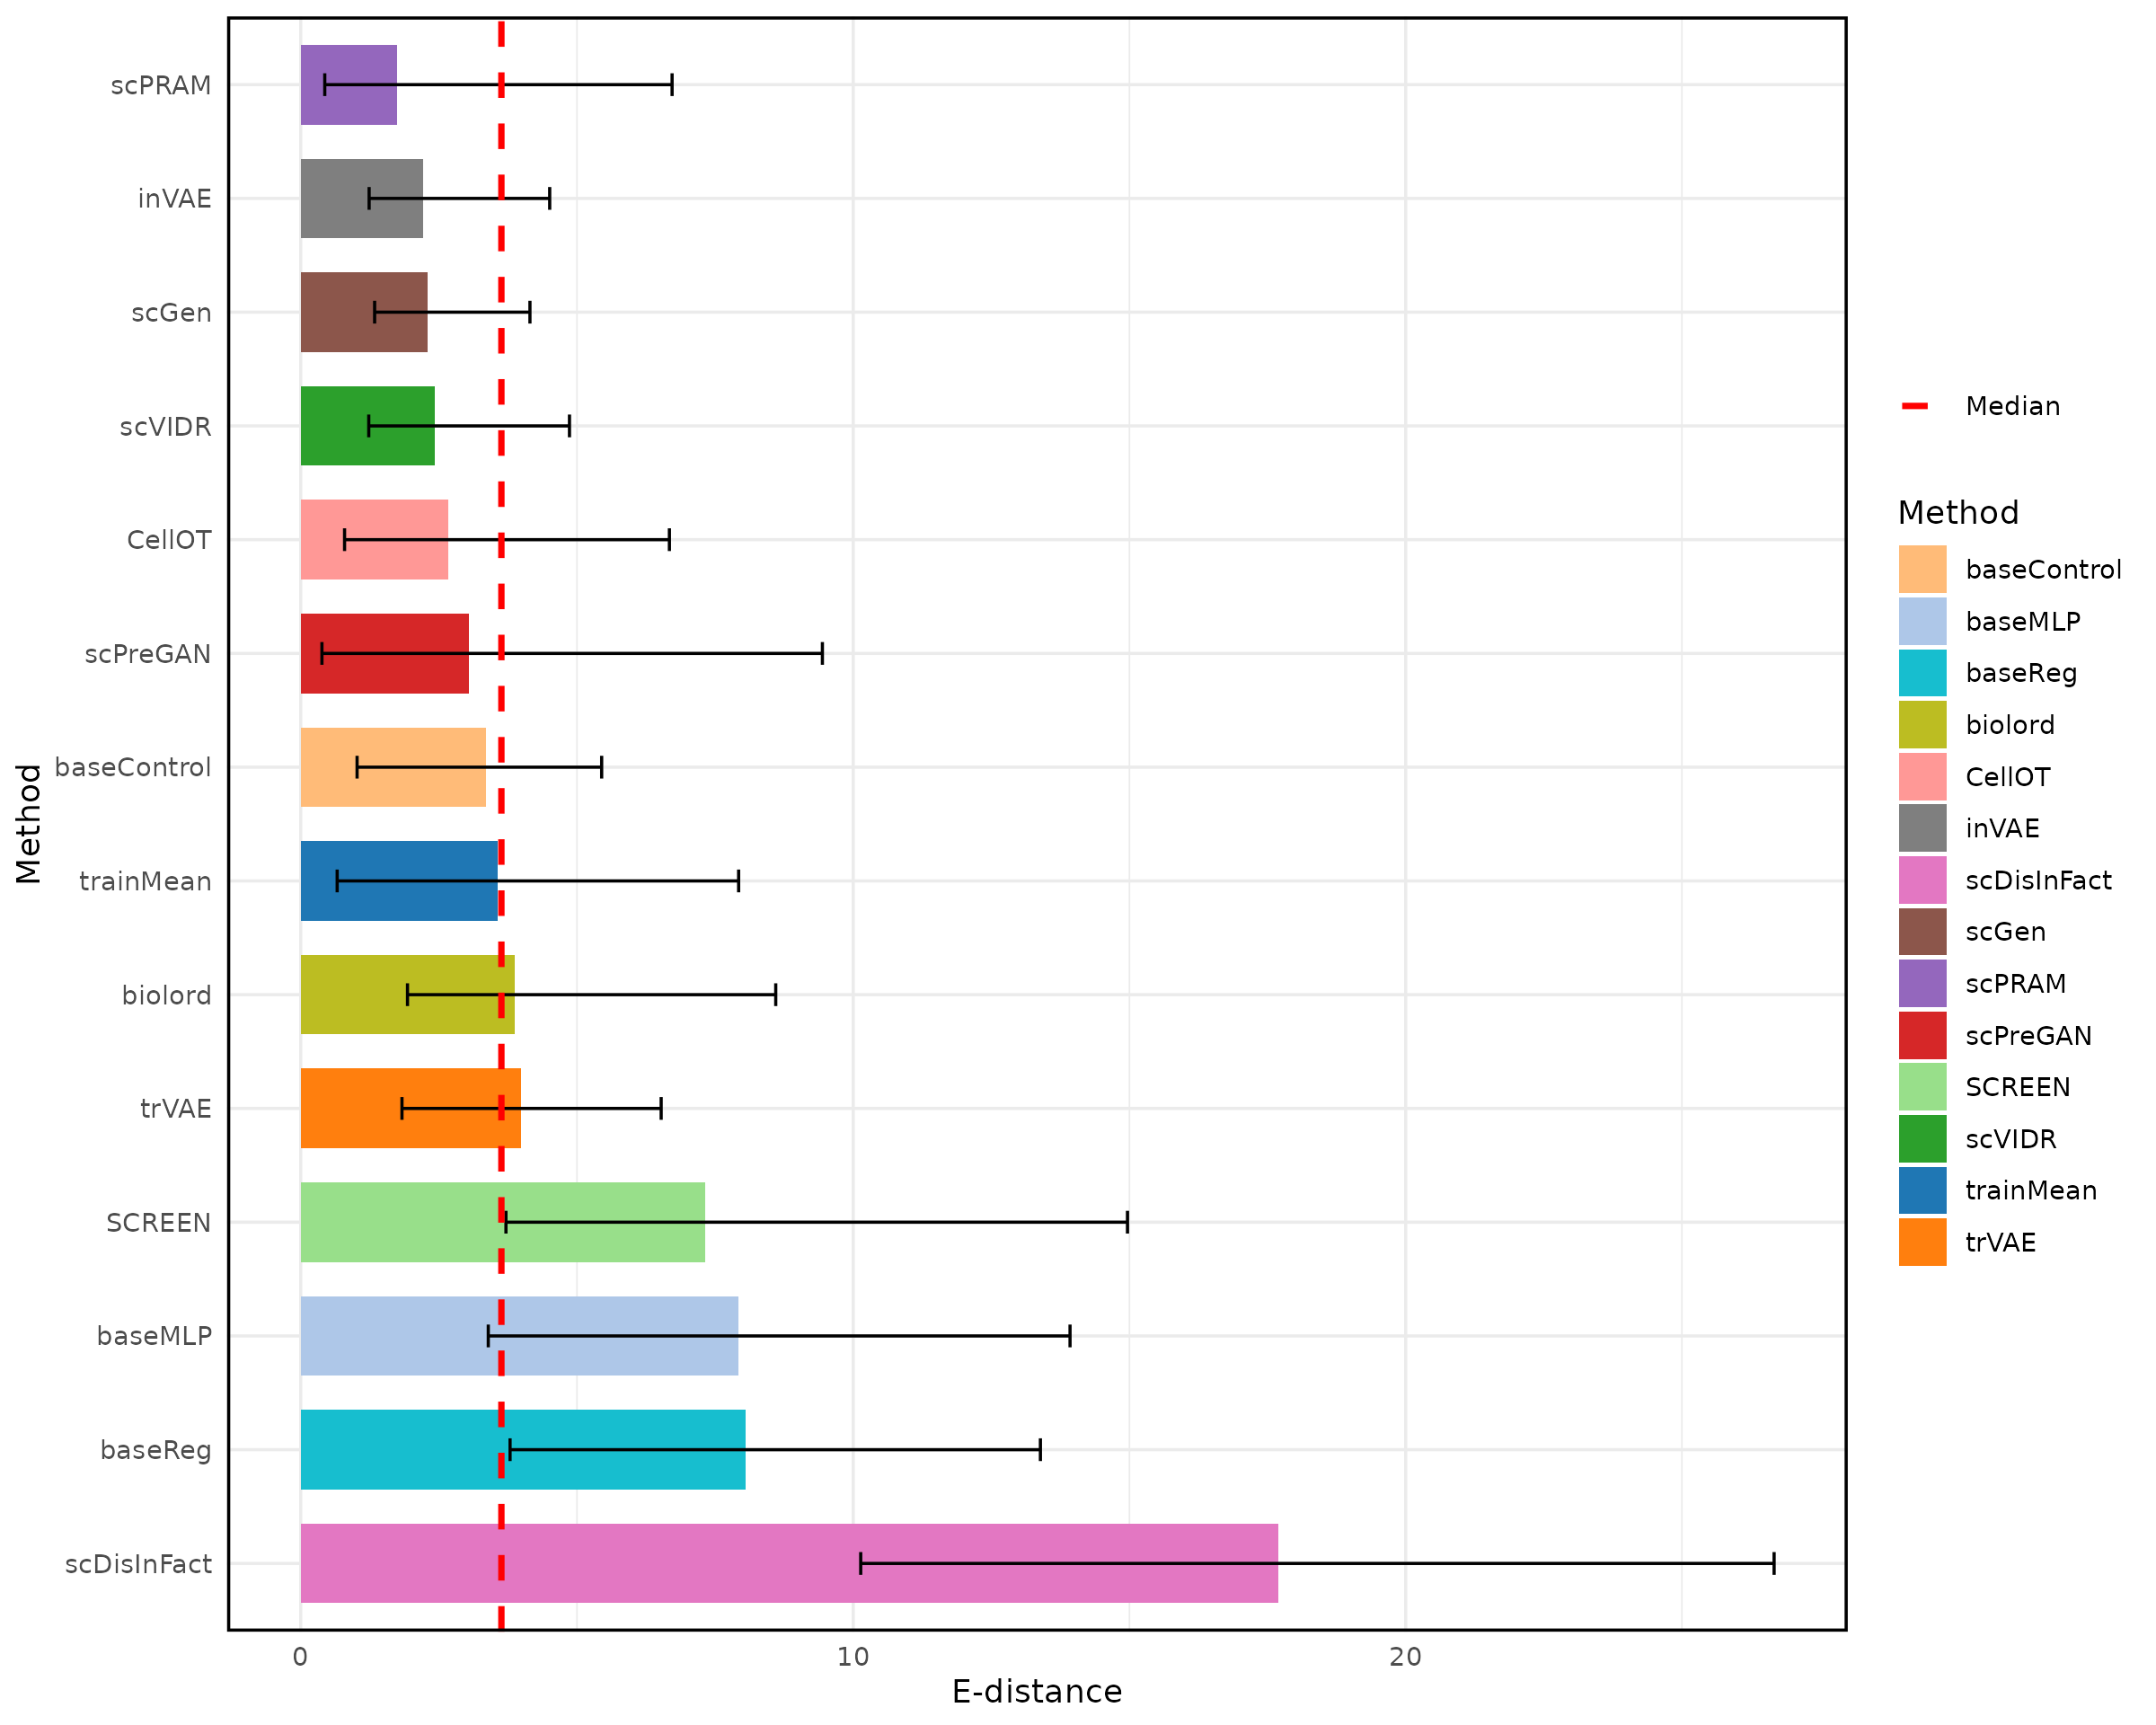 scPRAM
inVAE
scGen
scVIDR
CellOT
scPreGAN
baseControl
trainMean
biolord
trVAE
SCREEN
baseMLP
baseReg
scDisInFact
Method
0 10 20
E-distance
Median
Method
baseControl
baseMLP
baseReg
biolord
CellOT
inVAE
scDisInFact
scGen
scPRAM
scPreGAN
SCREEN
scVIDR
trainMean
trVAE